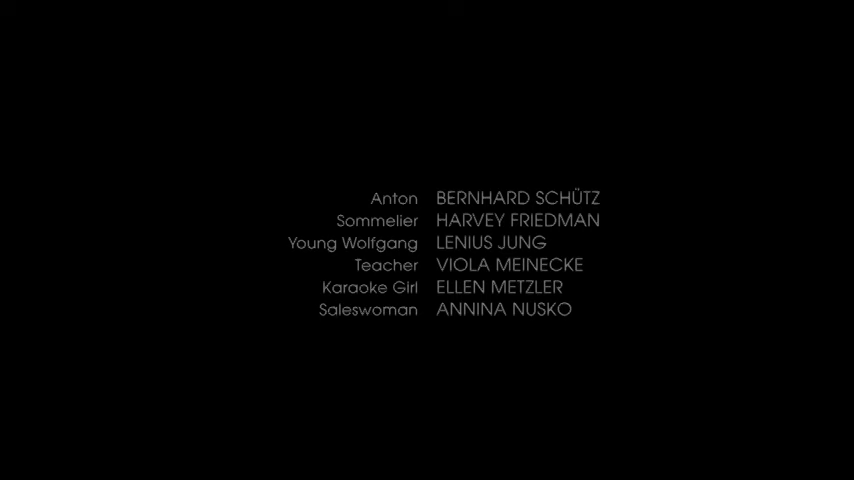 Anton BERNHARD SCHÜTZ
Sommelier HARVEY FRIEDMAN
Young Wolfgang LENIUS JUNG
Teacher VIOLA MEINECKE
Karaoke Girl ELLEN METZLER
Saleswoman ANNINA NUSKO